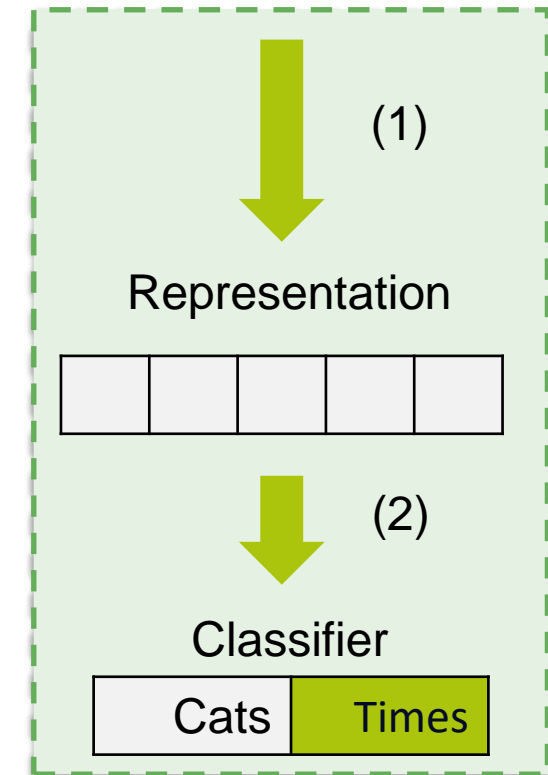 (1)
Representation
(2)
Classifier
Cats Times